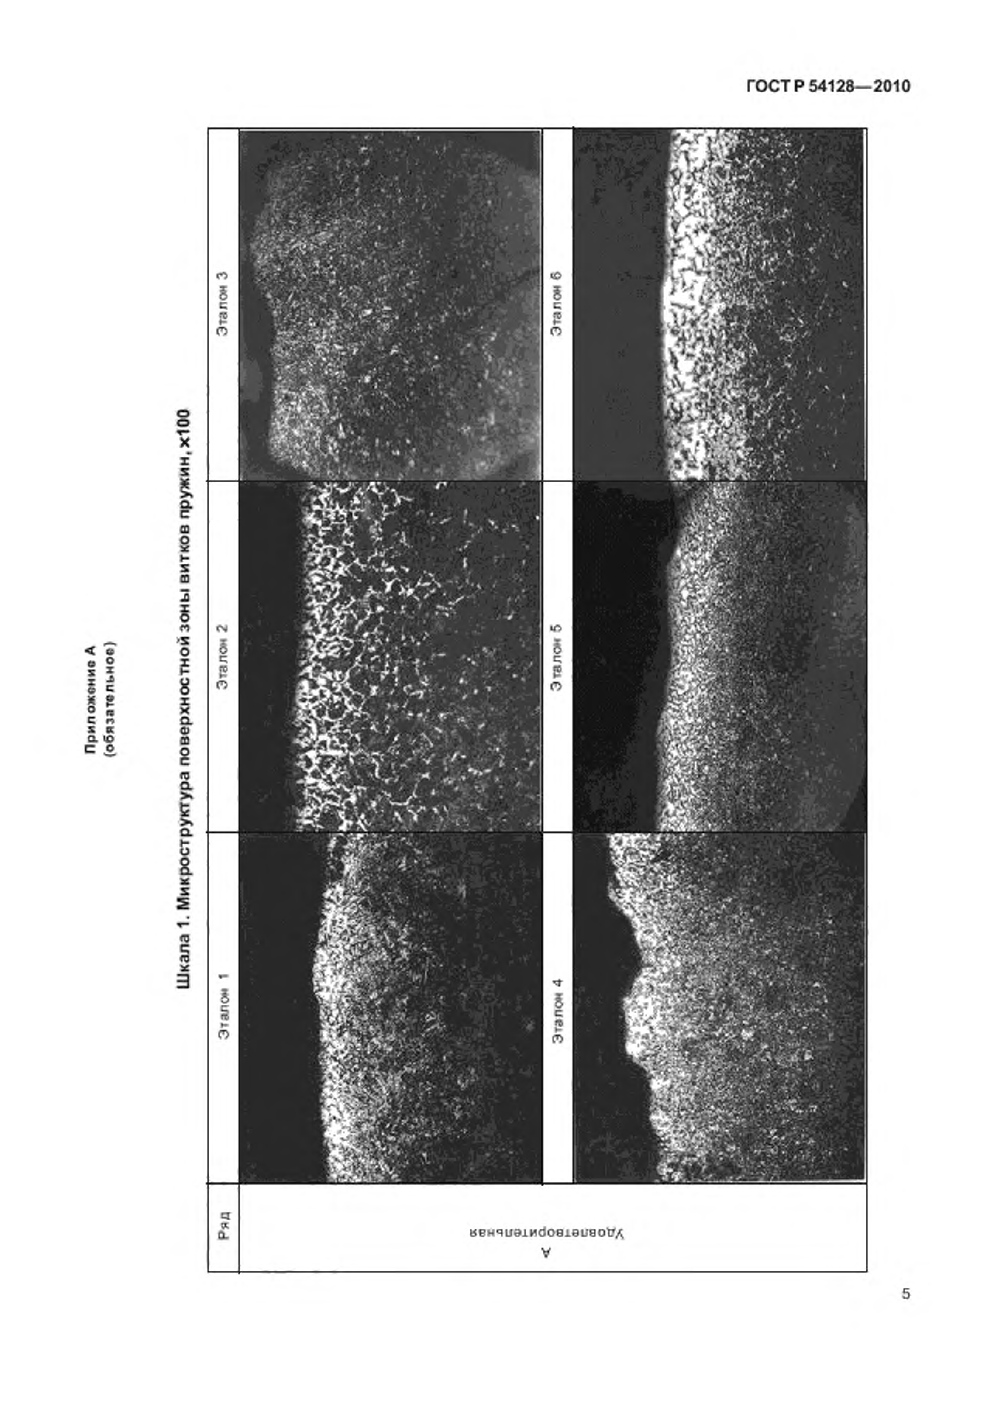 ГОСТ Р 54128—2010
Приложение А
(обязательное)
Шкала 1. Микроструктура поверхностной зоны витков пружин, х100
Ряд
Эталон 1
Эталон 2
Эталон 3
А
Удовлетворительная
Эталон 4
Эталон 5
Эталон 6
5